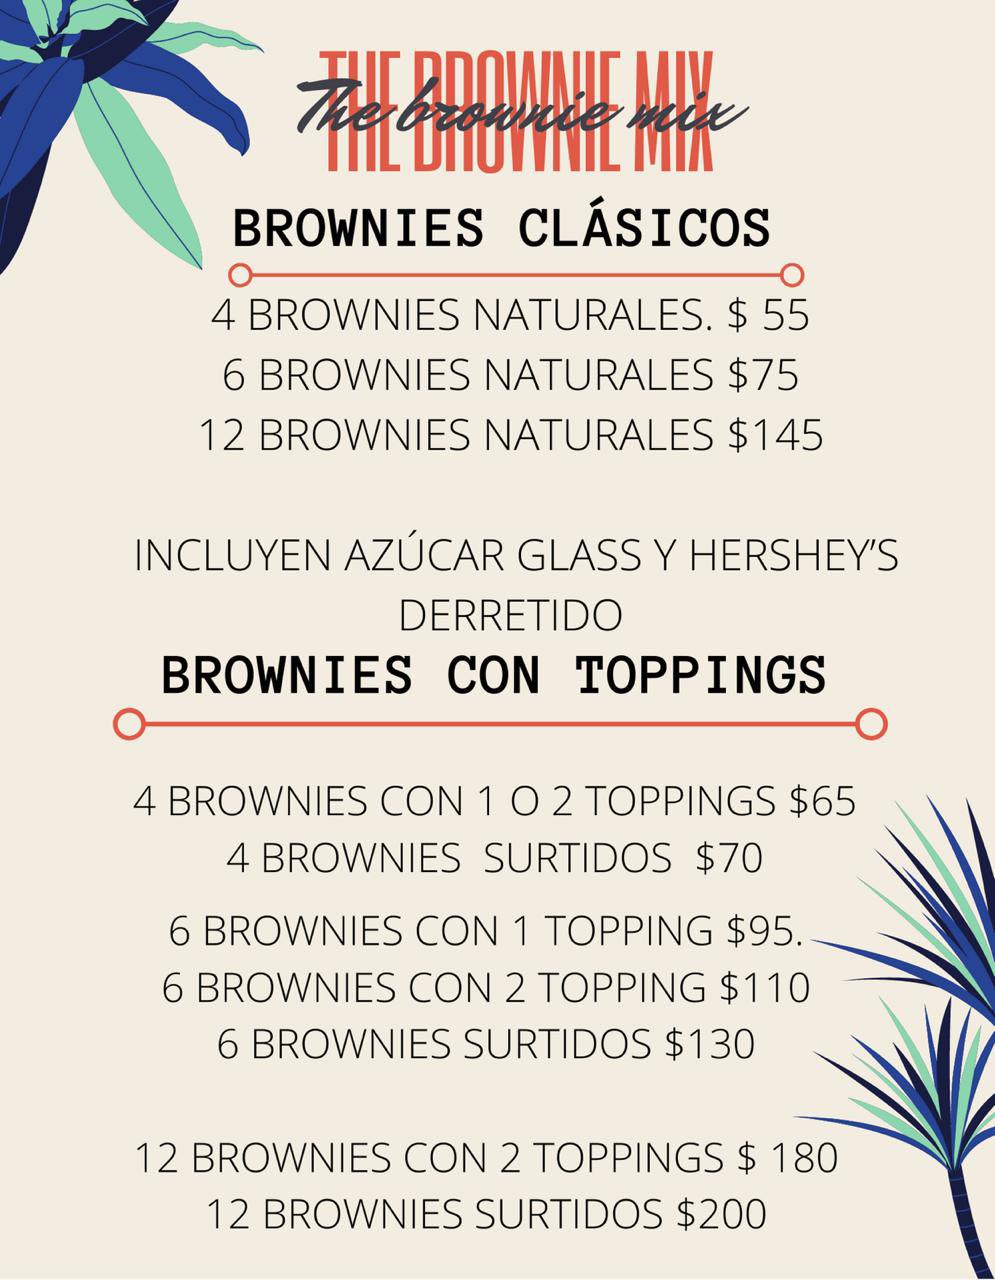 THE BROWNIE MIX
The brownie mix
BROWNIES CLÁSICOS
4 BROWNIES NATURALES. $ 55
6 BROWNIES NATURALES $75
12 BROWNIES NATURALES $145
INCLUYEN AZÚCAR GLASS Y HERSHEY'S
DERRETIDO
BROWNIES CON TOPPINGS
4 BROWNIES CON 1 O 2 TOPPINGS $65
4 BROWNIES SURTIDOS $70
6 BROWNIES CON 1 TOPPING $95.
6 BROWNIES CON 2 TOPPING $110
6 BROWNIES SURTIDOS $130
12 BROWNIES CON 2 TOPPINGS $ 180
12 BROWNIES SURTIDOS $200